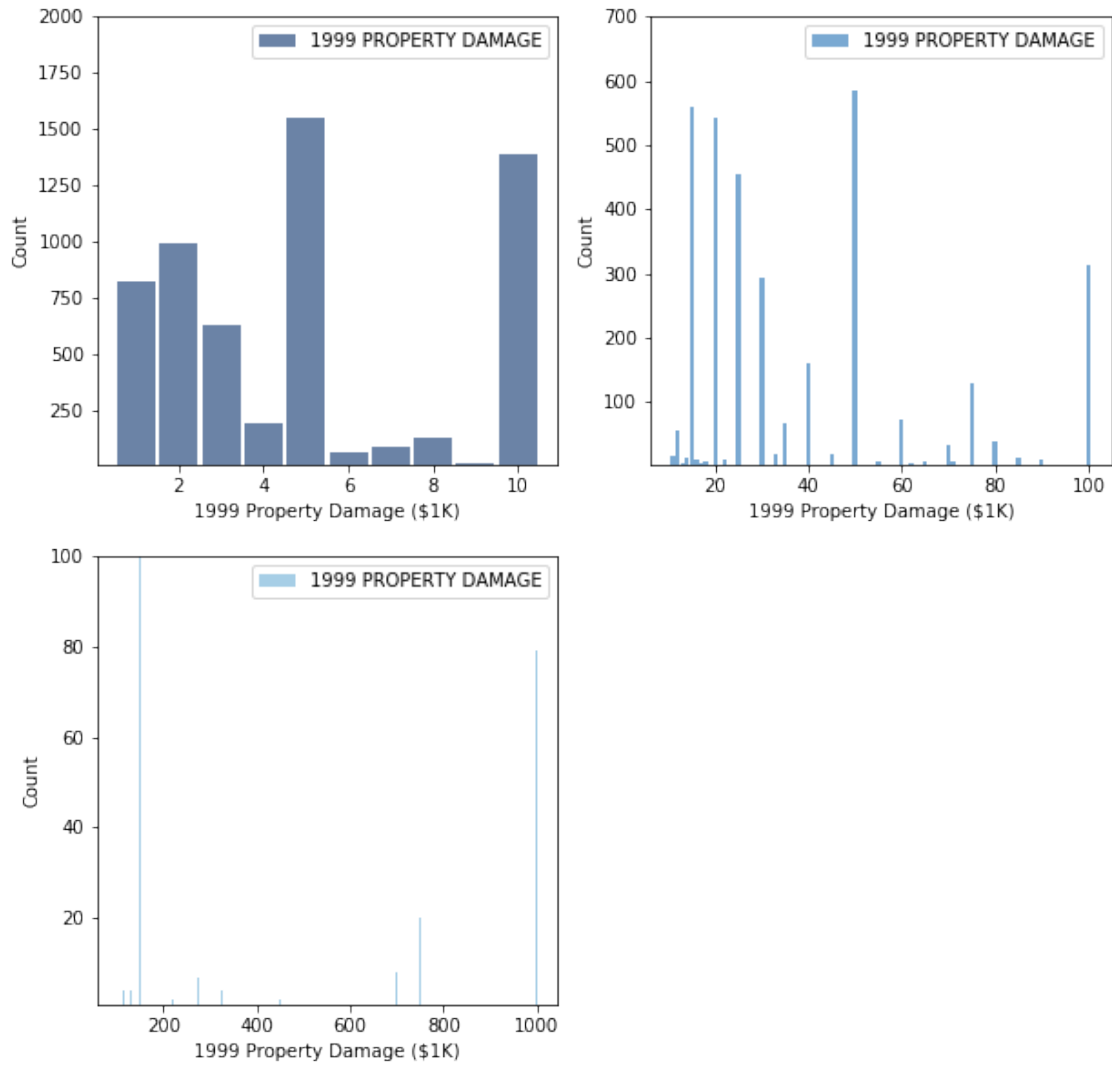 2000
1750
1500
1250
1000
750
500
250
Count
1999 PROPERTY DAMAGE
2 4 6 8 10
1999 Property Damage ($1K)
700
600
500
400
300
200
100
Count
1999 PROPERTY DAMAGE
20 40 60 80 100
1999 Property Damage ($1K)
100
80
60
40
20
Count
1999 PROPERTY DAMAGE
200 400 600 800 1000
1999 Property Damage ($1K)